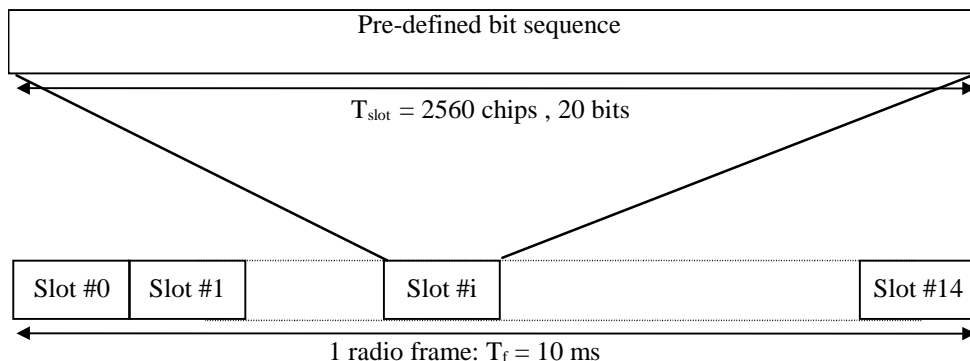 Pre-defined bit sequence
T_slot = 2560 chips , 20 bits
Slot #0 Slot #1 Slot #i Slot #14
1 radio frame: T_f = 10 ms